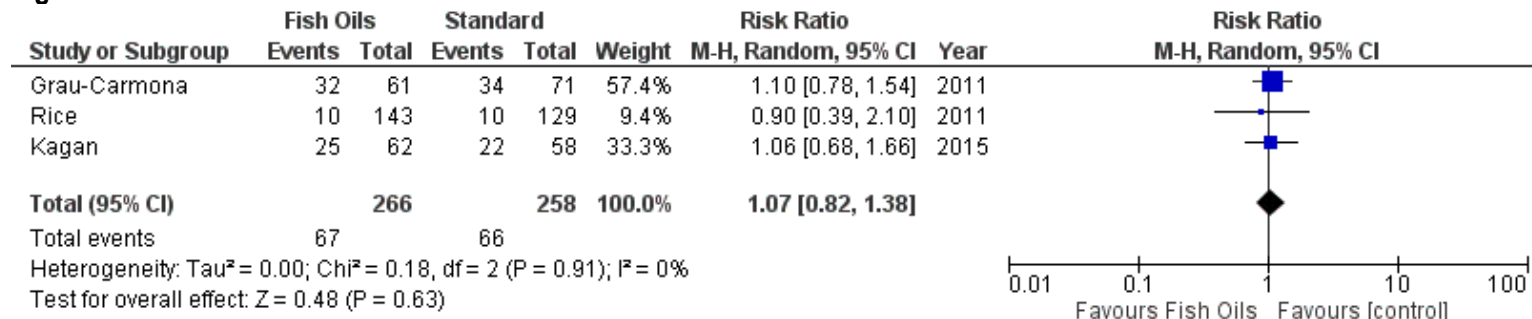 Fish Oils Standard Risk Ratio Risk Ratio
Study or Subgroup Events Total Events Total Weight M-H, Random, 95% CI Year M-H, Random, 95% CI
Grau-Carmona 32 61 34 71 57.4% 1.10 [0.78, 1.54] 2011
Rice 10 143 10 129 9.4% 0.90 [0.39, 2.10] 2011
Kagan 25 62 22 58 33.3% 1.06 [0.68, 1.66] 2015
Total (95% CI) 266 258 100.0% 1.07 [0.82, 1.38]
Total events 67 66
Heterogeneity: Tau² = 0.00; Chi² = 0.18, df = 2 (P = 0.91); I² = 0%
Test for overall effect: Z = 0.48 (P = 0.63)
0.01 0.1 1 10 100
Favours Fish Oils Favours [control]